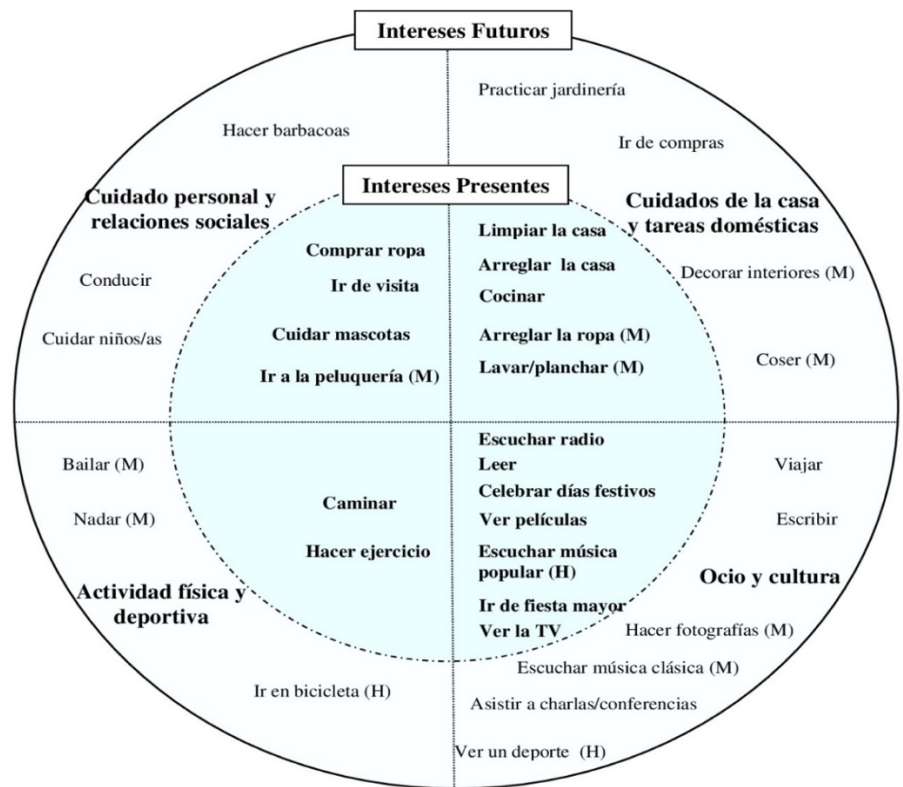 Intereses Futuros
Practicar jardinería
Hacer barbacoas
Ir de compras
Intereses Presentes
Cuidado personal y
relaciones sociales
Cuidados de la casa
y tareas domésticas
Limpiar la casa
Comprar ropa
Arreglar la casa
Conducir
Ir de visita
Cocinar
Decorar interiores (M)
Cuidar niños/as
Cuidar mascotas
Arreglar la ropa (M)
Ir a la peluquería (M)
Lavar/planchar (M)
Coser (M)
Escuchar radio
Bailar (M)
Leer
Viajar
Caminar
Celebrar días festivos
Nadar (M)
Ver películas
Escribir
Hacer ejercicio
Escuchar música
popular (H)
Actividad física y
deportiva
Ocio y cultura
Ir de fiesta mayor
Ver la TV
Hacer fotografías (M)
Escuchar música clásica (M)
Ir en bicicleta (H)
Asistir a charlas/conferencias
Ver un deporte (H)